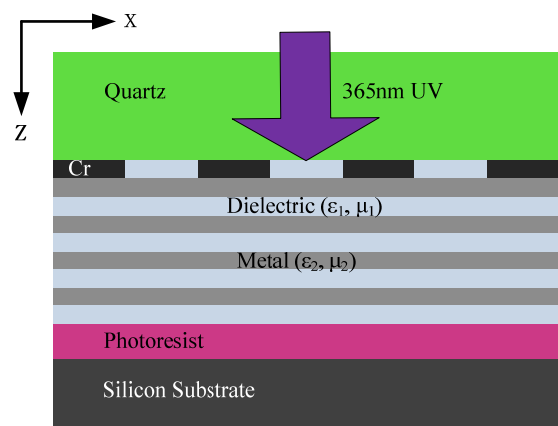 X
Z
Quartz
365nm UV
Cr
Dielectric (ε₁, μ₁)
Metal (ε₂, μ₂)
Photoresist
Silicon Substrate